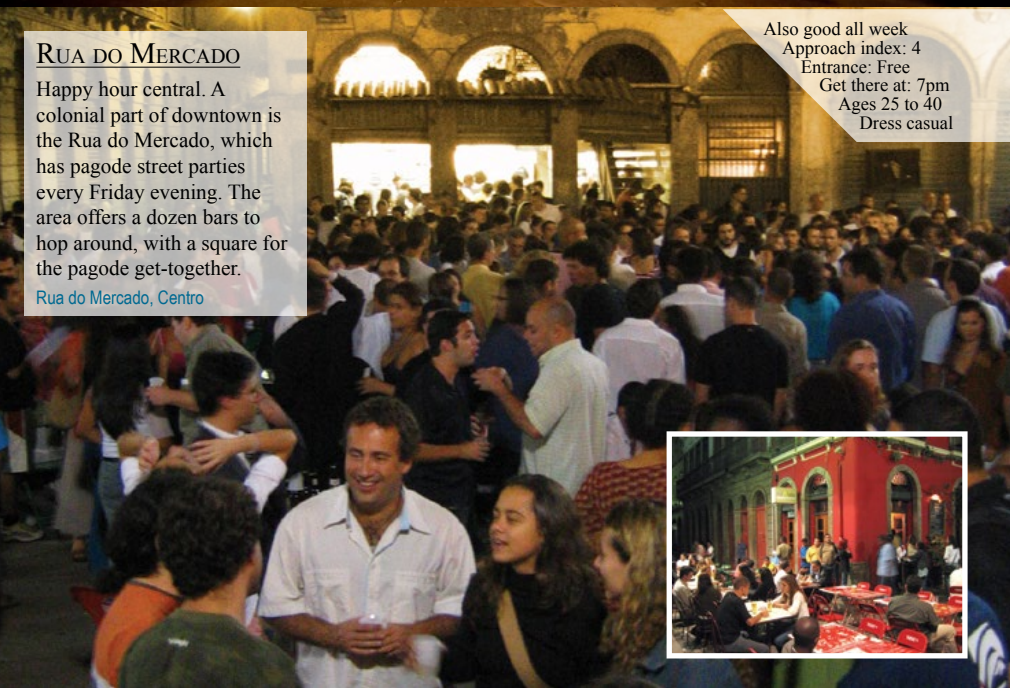 RUA DO MERCADO
Happy hour central. A
colonial part of downtown is
the Rua do Mercado, which
has pagode street parties
every Friday evening. The
area offers a dozen bars to
hop around, with a square for
the pagode get-together.
Rua do Mercado, Centro
Also good all week
Approach index: 4
Entrance: Free
Get there at: 7pm
Ages 25 to 40
Dress casual